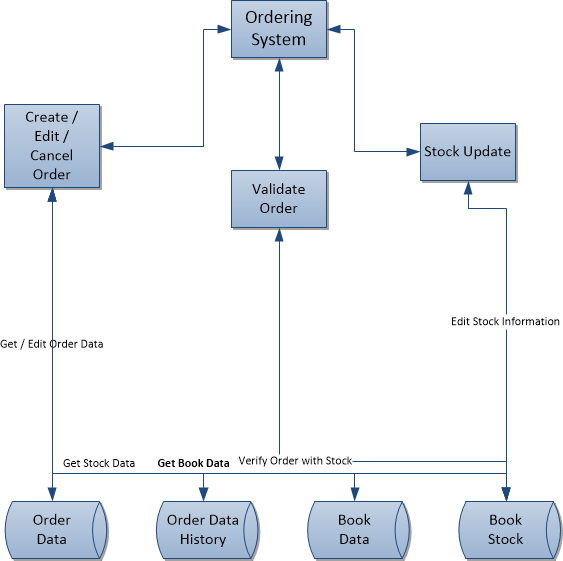 Ordering
System
Create /
Edit /
Cancel
Order
Stock Update
Validate
Order
Edit Stock Information
Get / Edit Order Data
Get Stock Data
Get Book Data
Verify Order with Stock
Order
Data
Order Data
History
Book
Data
Book
Stock